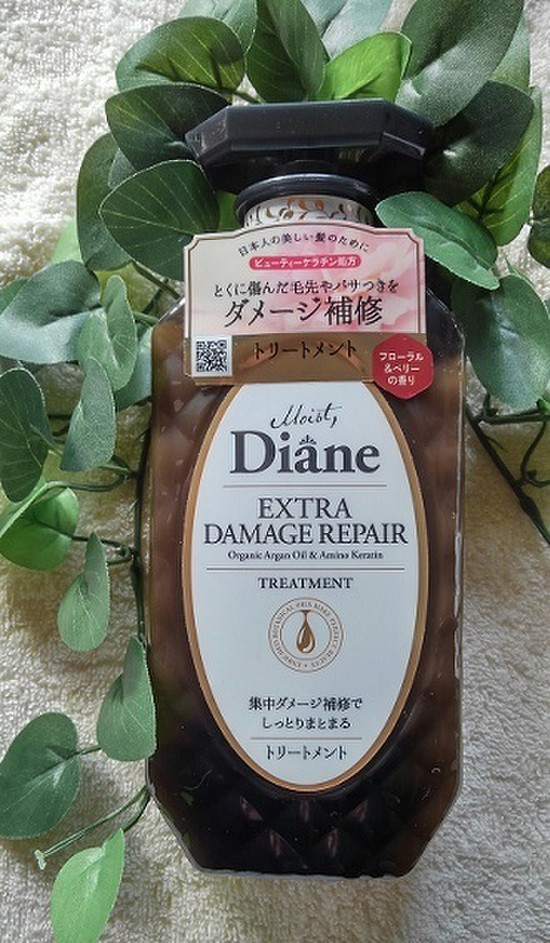 日本人の美しい髪のために
ビューティーケラチン処方
とくに傷んだ毛先やパサつきを
ダメージ補修
トリートメント
フローラル
&ベリー
の香り
Moist,
Diane
EXTRA
DAMAGE REPAIR
Organic Argan Oil & Amino Keratin
TREATMENT
集中ダメージ補修で
しっとりまとまる
トリートメント